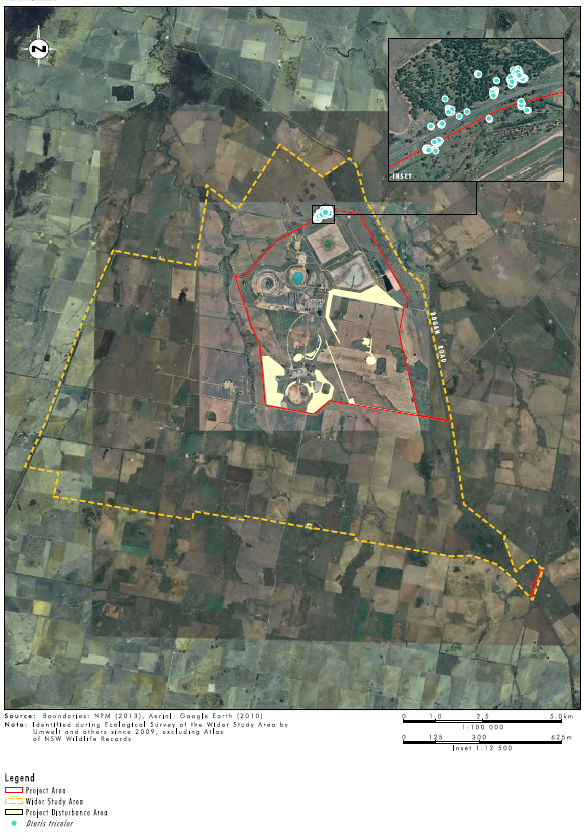 N
INSET
BOGAN ROAD
Source: Boundaries: NPM (2013), Aerial: Google Earth (2010)
Note: Identified during Ecological Survey of the Wider Study Area by
Umwelt and others since 2009, excluding Atlas
of NSW Wildlife Records
0 1.0 2.5 5.0km
1:100 000
0 125 300 625m
Inset 1:12 500
Legend
Project Area
Wider Study Area
Project Disturbance Area
Diuris tricolor